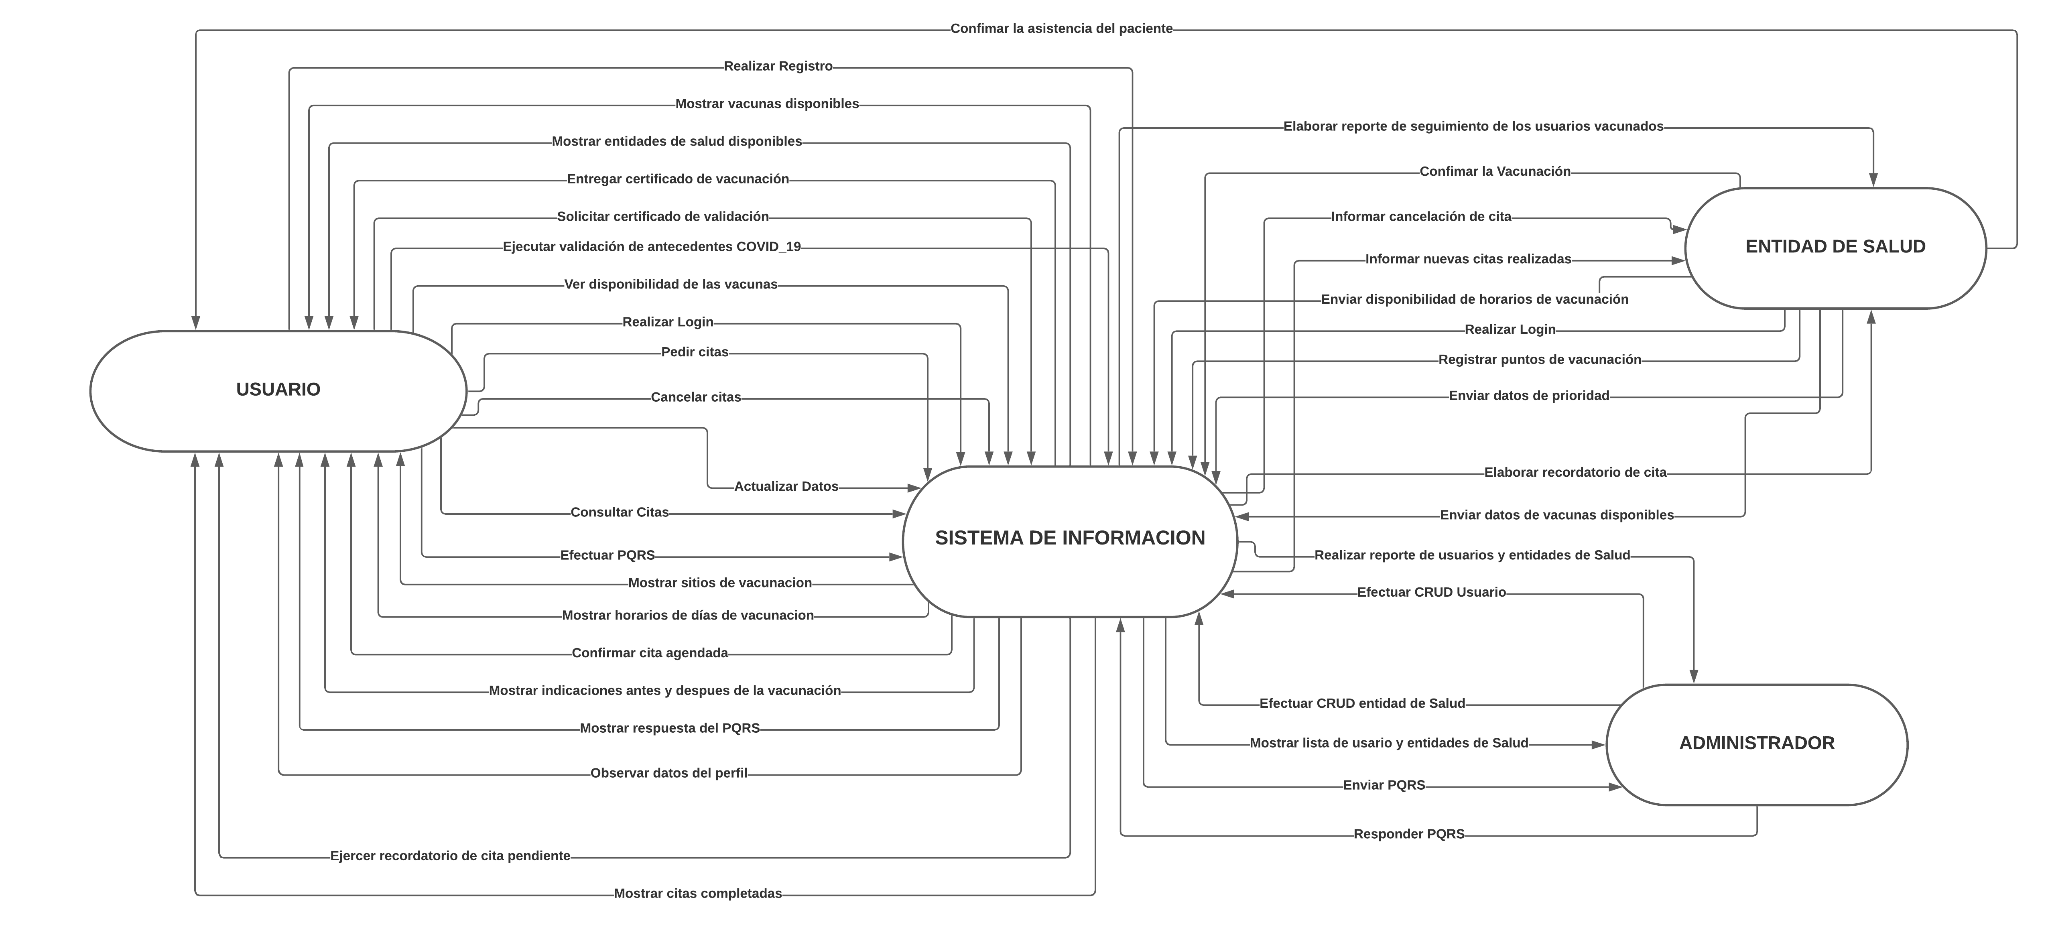 Confimar la asistencia del paciente
Realizar Registro
Mostrar vacunas disponibles
Elaborar reporte de seguimiento de los usuarios vacunados
Mostrar entidades de salud disponibles
Confimar la Vacunación
Entregar certificado de vacunación
Solicitar certificado de validación
Informar cancelación de cita
Ejecutar validación de antecedentes COVID_19
ENTIDAD DE SALUD
Informar nuevas citas realizadas
Ver disponibilidad de las vacunas
Enviar disponibilidad de horarios de vacunación
Realizar Login
Realizar Login
Pedir citas
Registrar puntos de vacunación
USUARIO
Cancelar citas
Enviar datos de prioridad
Elaborar recordatorio de cita
Actualizar Datos
Consultar Citas
Enviar datos de vacunas disponibles
SISTEMA DE INFORMACION
Efectuar PQRS
Realizar reporte de usuarios y entidades de Salud
Mostrar sitios de vacunacion
Efectuar CRUD Usuario
Mostrar horarios de días de vacunacion
Confirmar cita agendada
Mostrar indicaciones antes y despues de la vacunación
Efectuar CRUD entidad de Salud
Mostrar respuesta del PQRS
Mostrar lista de usario y entidades de Salud
ADMINISTRADOR
Observar datos del perfil
Enviar PQRS
Responder PQRS
Ejercer recordatorio de cita pendiente
Mostrar citas completadas